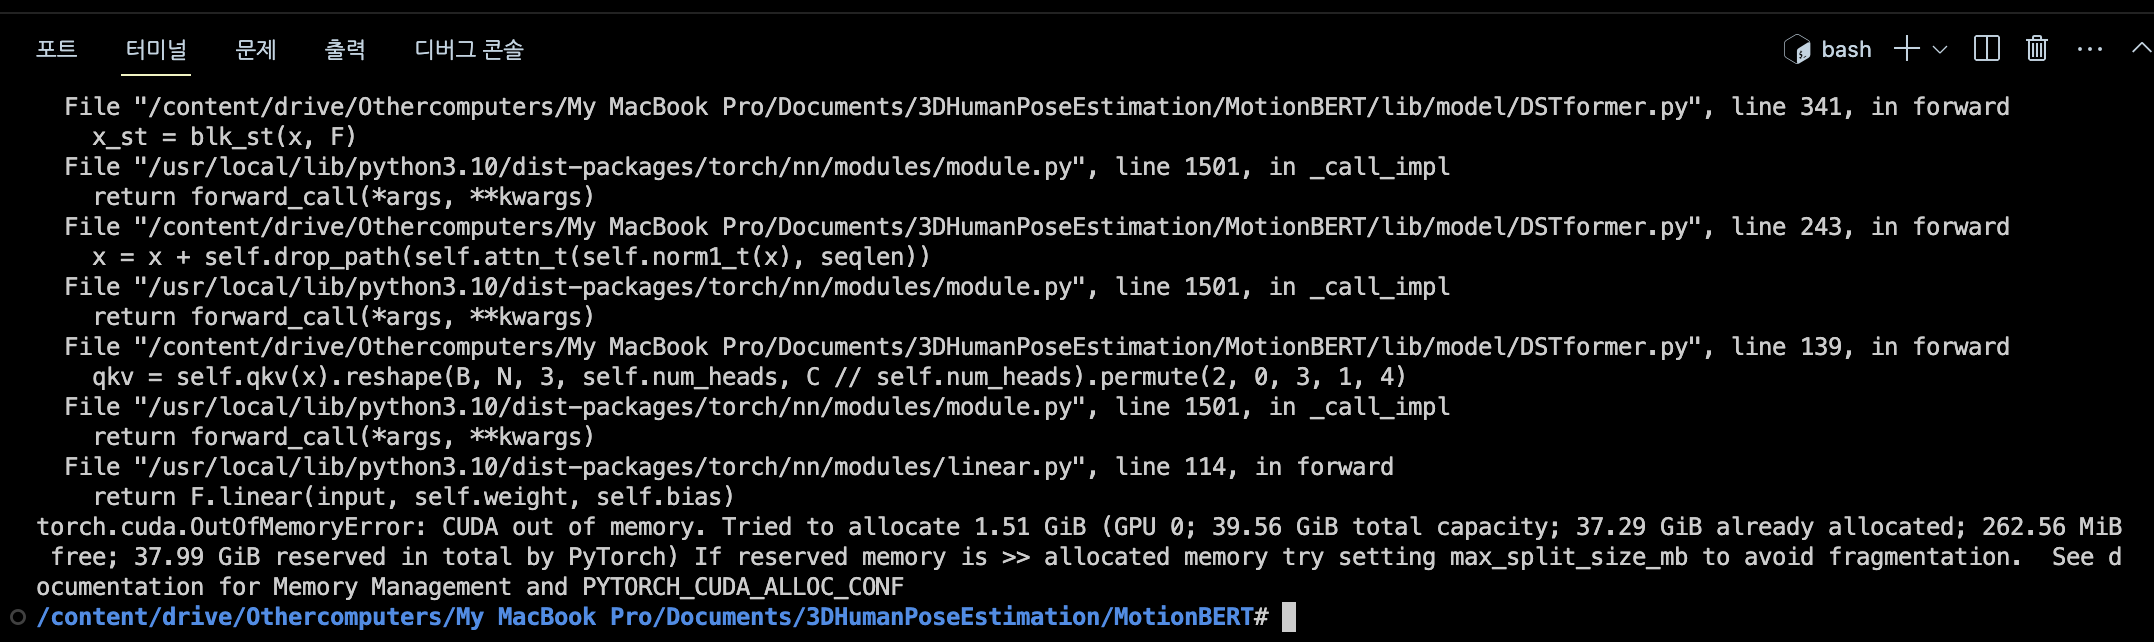 포트 터미널 문제 출력 디버그 콘솔 bash
File "/content/drive/Othercomputers/My MacBook Pro/Documents/3DHumanPoseEstimation/MotionBERT/lib/model/DSTformer.py", line 341, in forward
x_st = blk_st(x, F)
File "/usr/local/lib/python3.10/dist-packages/torch/nn/modules/module.py", line 1501, in _call_impl
return forward_call(*args, **kwargs)
File "/content/drive/Othercomputers/My MacBook Pro/Documents/3DHumanPoseEstimation/MotionBERT/lib/model/DSTformer.py", line 243, in forward
x = x + self.drop_path(self.attn_t(self.norm1_t(x), seqlen))
File "/usr/local/lib/python3.10/dist-packages/torch/nn/modules/module.py", line 1501, in _call_impl
return forward_call(*args, **kwargs)
File "/content/drive/Othercomputers/My MacBook Pro/Documents/3DHumanPoseEstimation/MotionBERT/lib/model/DSTformer.py", line 139, in forward
qkv = self.qkv(x).reshape(B, N, 3, self.num_heads, C // self.num_heads).permute(2, 0, 3, 1, 4)
File "/usr/local/lib/python3.10/dist-packages/torch/nn/modules/module.py", line 1501, in _call_impl
return forward_call(*args, **kwargs)
File "/usr/local/lib/python3.10/dist-packages/torch/nn/modules/linear.py", line 114, in forward
return F.linear(input, self.weight, self.bias)
torch.cuda.OutOfMemoryError: CUDA out of memory. Tried to allocate 1.51 GiB (GPU 0; 39.56 GiB total capacity; 37.29 GiB already allocated; 262.56 MiB
free; 37.99 GiB reserved in total by PyTorch) If reserved memory is >> allocated memory try setting max_split_size_mb to avoid fragmentation.  See d
ocumentation for Memory Management and PYTORCH_CUDA_ALLOC_CONF
/content/drive/Othercomputers/My MacBook Pro/Documents/3DHumanPoseEstimation/MotionBERT#